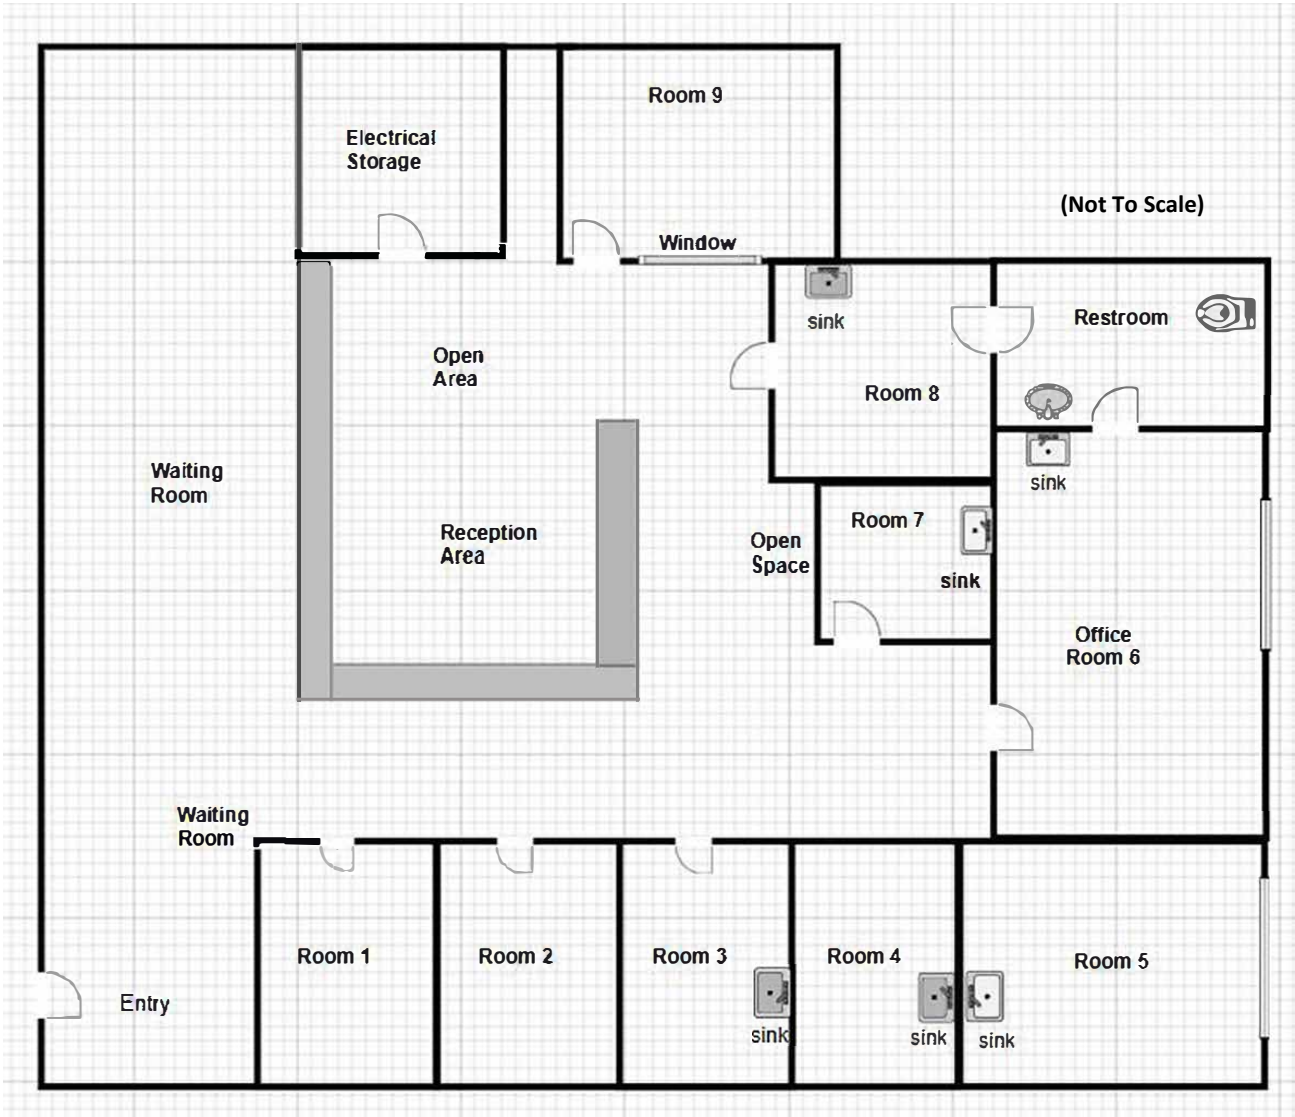 Room 9
Electrical
Storage
(Not To Scale)
Window
sink
Restroom
Open
Area
Room 8
Waiting
Room
sink
Room 7
Reception
Area
Open
Space
sink
Office
Room 6
Waiting
Room
Room 1
Room 2
Room 3
Room 4
Room 5
Entry
sink
sink
sink